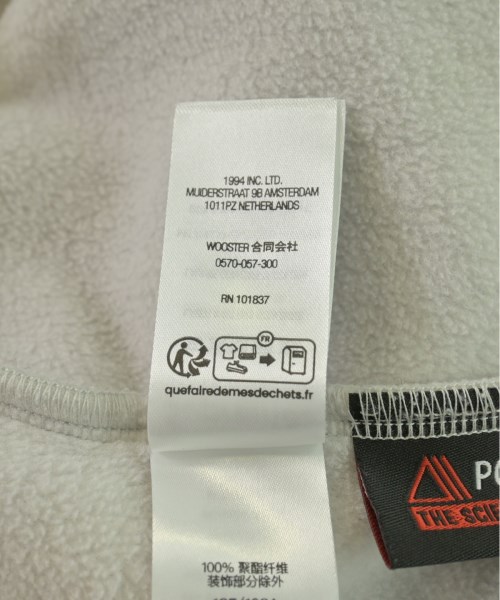 1994 INC. LTD.
MUIDERSTRAAT 9B AMSTERDAM
1011PZ NETHERLANDS
WOOSTER 合同会社
0570-057-300
RN 101837
FR
quefairedemesdechets.fr
PO
THE SCIE
100% 聚酯纤维
装饰部分除外